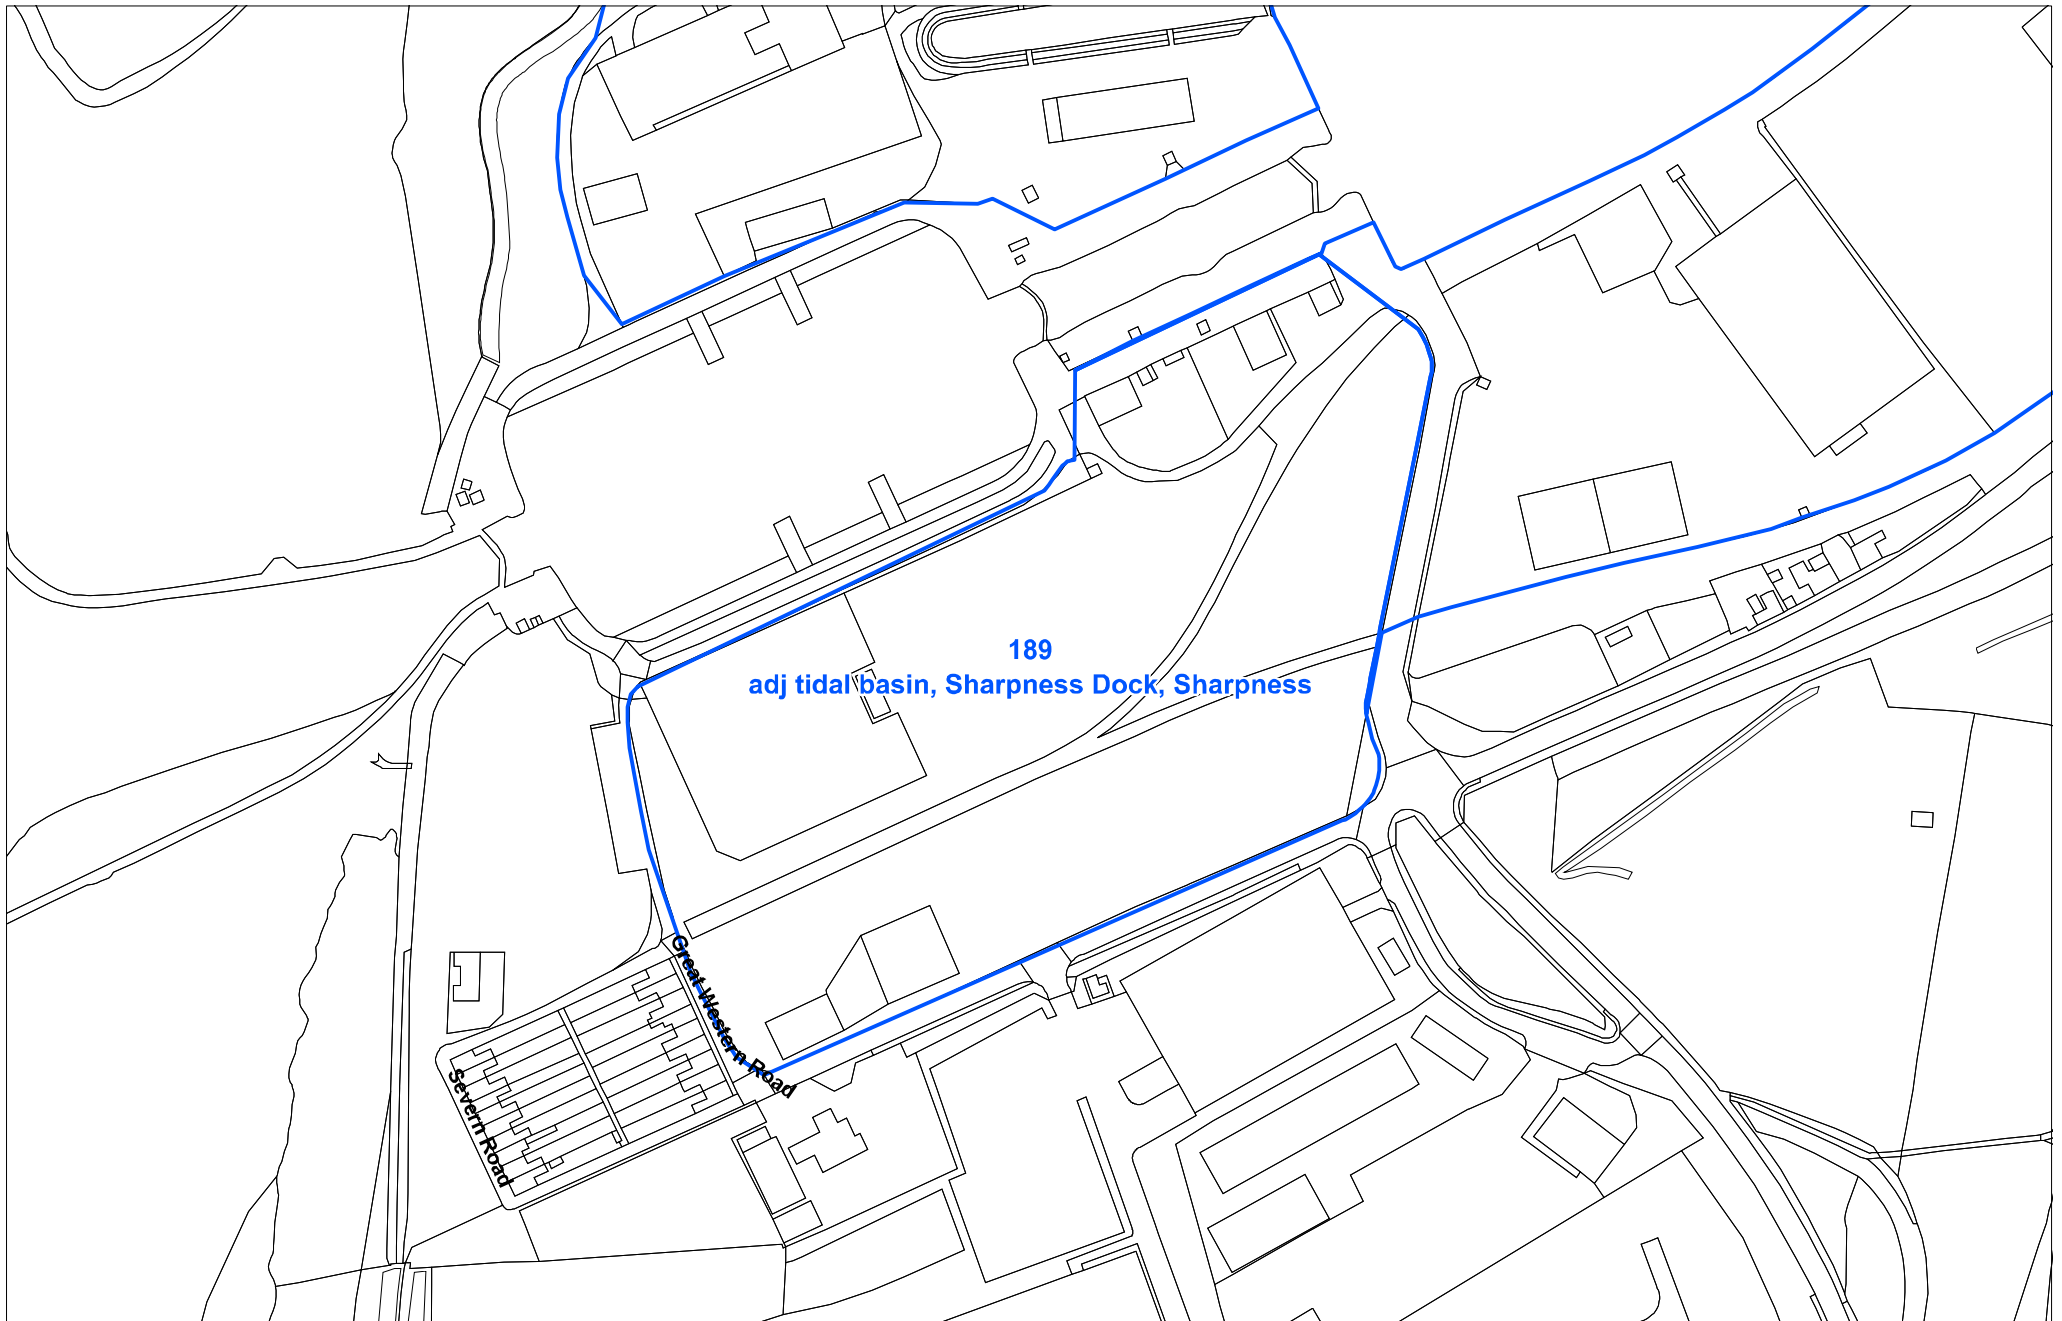 189
adj tidal basin, Sharpness Dock, Sharpness
Great Western Road
Severn Road